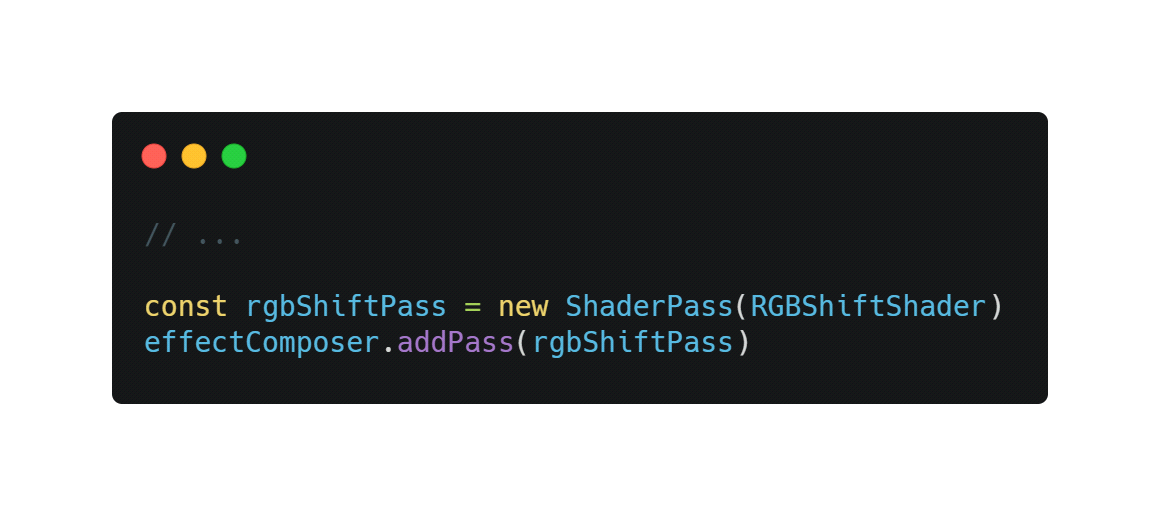 // ...
const rgbShiftPass = new ShaderPass(RGBShiftShader)
effectComposer.addPass(rgbShiftPass)